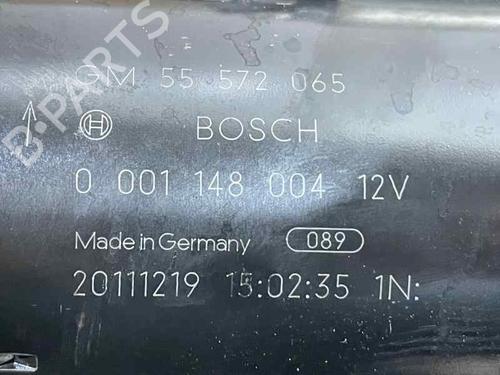 B-PARTS
GM 55 572 065
BOSCH
0 001 148 004 12V
Made in Germany 089
20111219 15:02:35 1N: